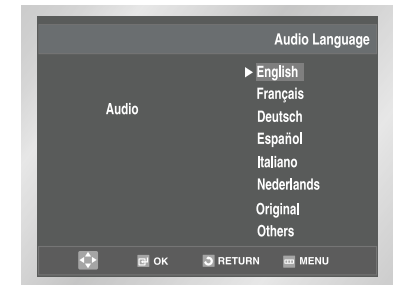 Audio Language
English
Français
Audio
Deutsch
Español
Italiano
Nederlands
Original
Others
OK RETURN MENU